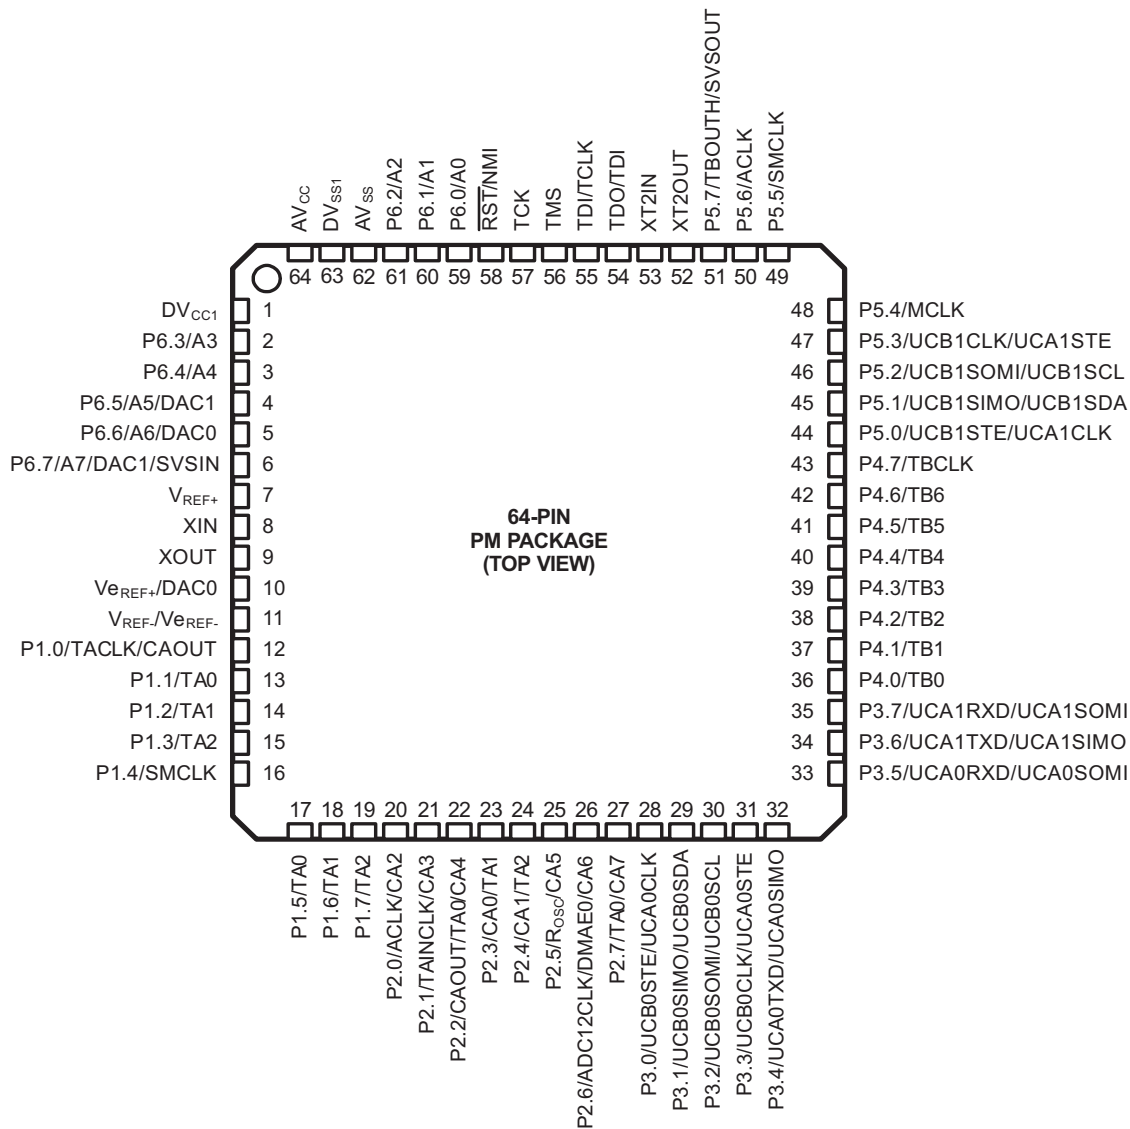 P5.7/TBOUTH/SVSOUT
AVCC
DVSS1
AVSS
P6.2/A2
P6.1/A1
P6.0/A0
RST/NMI
TCK
TMS
TDI/TCLK
TDO/TDI
XT2IN
XT2OUT
P5.6/ACLK
P5.5/SMCLK
64 63 62 61 60 59 58 57 56 55 54 53 52 51 50 49
DVCC1 1
P6.3/A3 2
P6.4/A4 3
P6.5/A5/DAC1 4
P6.6/A6/DAC0 5
P6.7/A7/DAC1/SVSIN 6
VREF+ 7
XIN 8
XOUT 9
VeREF+/DAC0 10
VREF-/VeREF- 11
P1.0/TACLK/CAOUT 12
P1.1/TA0 13
P1.2/TA1 14
P1.3/TA2 15
P1.4/SMCLK 16
64-PIN
PM PACKAGE
(TOP VIEW)
48 P5.4/MCLK
47 P5.3/UCB1CLK/UCA1STE
46 P5.2/UCB1SOMI/UCB1SCL
45 P5.1/UCB1SIMO/UCB1SDA
44 P5.0/UCB1STE/UCA1CLK
43 P4.7/TBCLK
42 P4.6/TB6
41 P4.5/TB5
40 P4.4/TB4
39 P4.3/TB3
38 P4.2/TB2
37 P4.1/TB1
36 P4.0/TB0
35 P3.7/UCA1RXD/UCA1SOMI
34 P3.6/UCA1TXD/UCA1SIMO
33 P3.5/UCA0RXD/UCA0SOMI
17 18 19 20 21 22 23 24 25 26 27 28 29 30 31 32
P1.5/TA0
P1.6/TA1
P1.7/TA2
P2.0/ACLK/CA2
P2.1/TAINCLK/CA3
P2.2/CAOUT/TA0/CA4
P2.3/CA0/TA1
P2.4/CA1/TA2
P2.5/ROSC/CA5
P2.6/ADC12CLK/DMAE0/CA6
P2.7/TA0/CA7
P3.0/UCB0STE/UCA0CLK
P3.1/UCB0SIMO/UCB0SDA
P3.2/UCB0SOMI/UCB0SCL
P3.3/UCB0CLK/UCA0STE
P3.4/UCA0TXD/UCA0SIMO